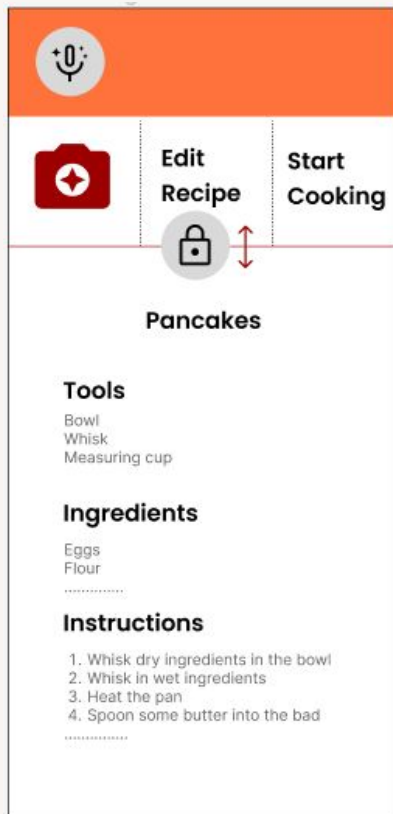 Edit
Recipe
Start
Cooking
Pancakes
Tools
Bowl
Whisk
Measuring cup
Ingredients
Eggs
Flour
...............
Instructions
1. Whisk dry ingredients in the bowl
2. Whisk in wet ingredients
3. Heat the pan
4. Spoon some butter into the bad
................